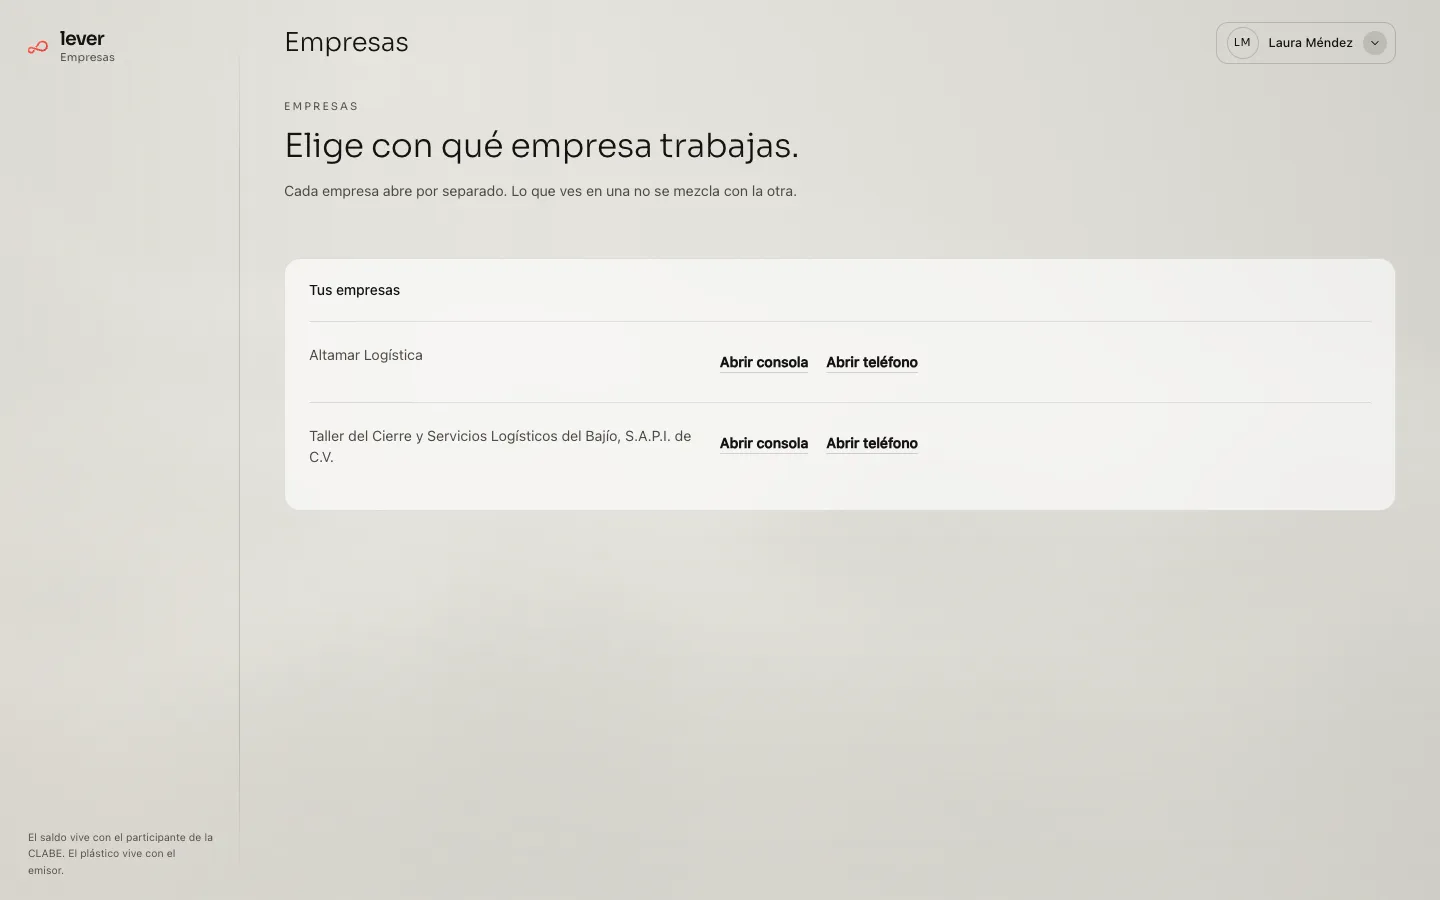 lever
Empresas
Empresas
LM
Laura Méndez
EMPRESAS
Elige con qué empresa trabajas.
Cada empresa abre por separado. Lo que ves en una no se mezcla con la otra.
Tus empresas
Altamar Logística
Abrir consola
Abrir teléfono
Taller del Cierre y Servicios Logísticos del Bajío, S.A.P.I. de
C.V.
Abrir consola
Abrir teléfono
El saldo vive con el participante de la
CLABE. El plástico vive con el
emisor.